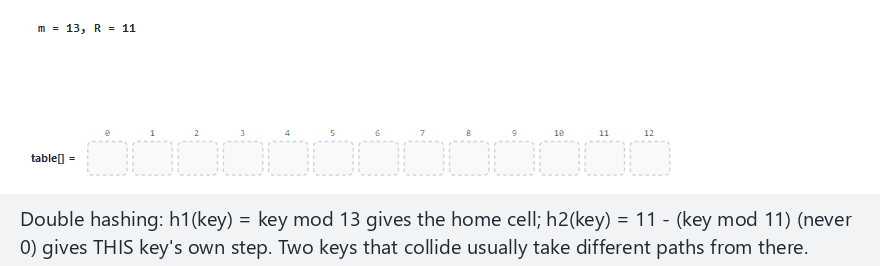 m = 13, R = 11
0 1 2 3 4 5 6 7 8 9 10 11 12
table[] =
Double hashing: h1(key) = key mod 13 gives the home cell; h2(key) = 11 - (key mod 11) (never
0) gives THIS key's own step. Two keys that collide usually take different paths from there.